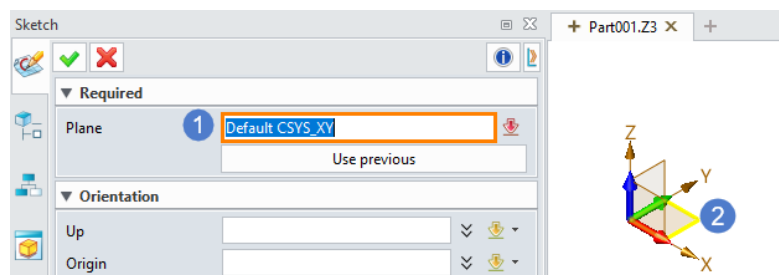 Sketch
Part001.Z3
Required
Plane
1
Default CSYS_XY
Use previous
Orientation
Up
Origin
Z
Y
2
X